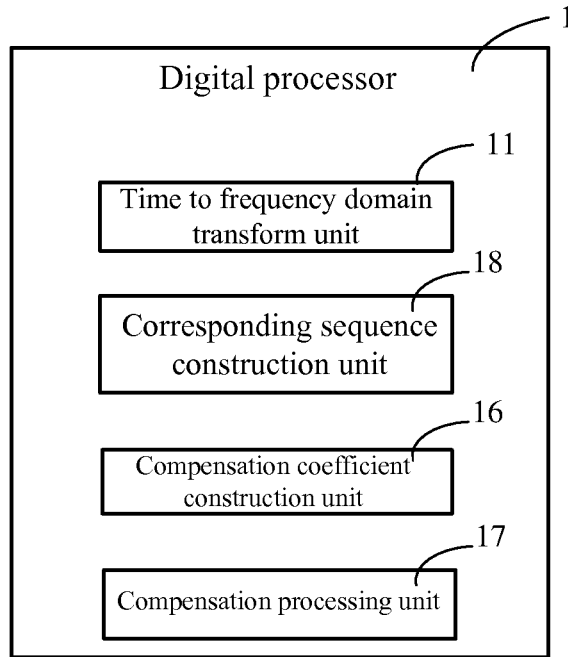 1
Digital processor
11
Time to frequency domain
transform unit
18
Corresponding sequence
construction unit
16
Compensation coefficient
construction unit
17
Compensation processing unit